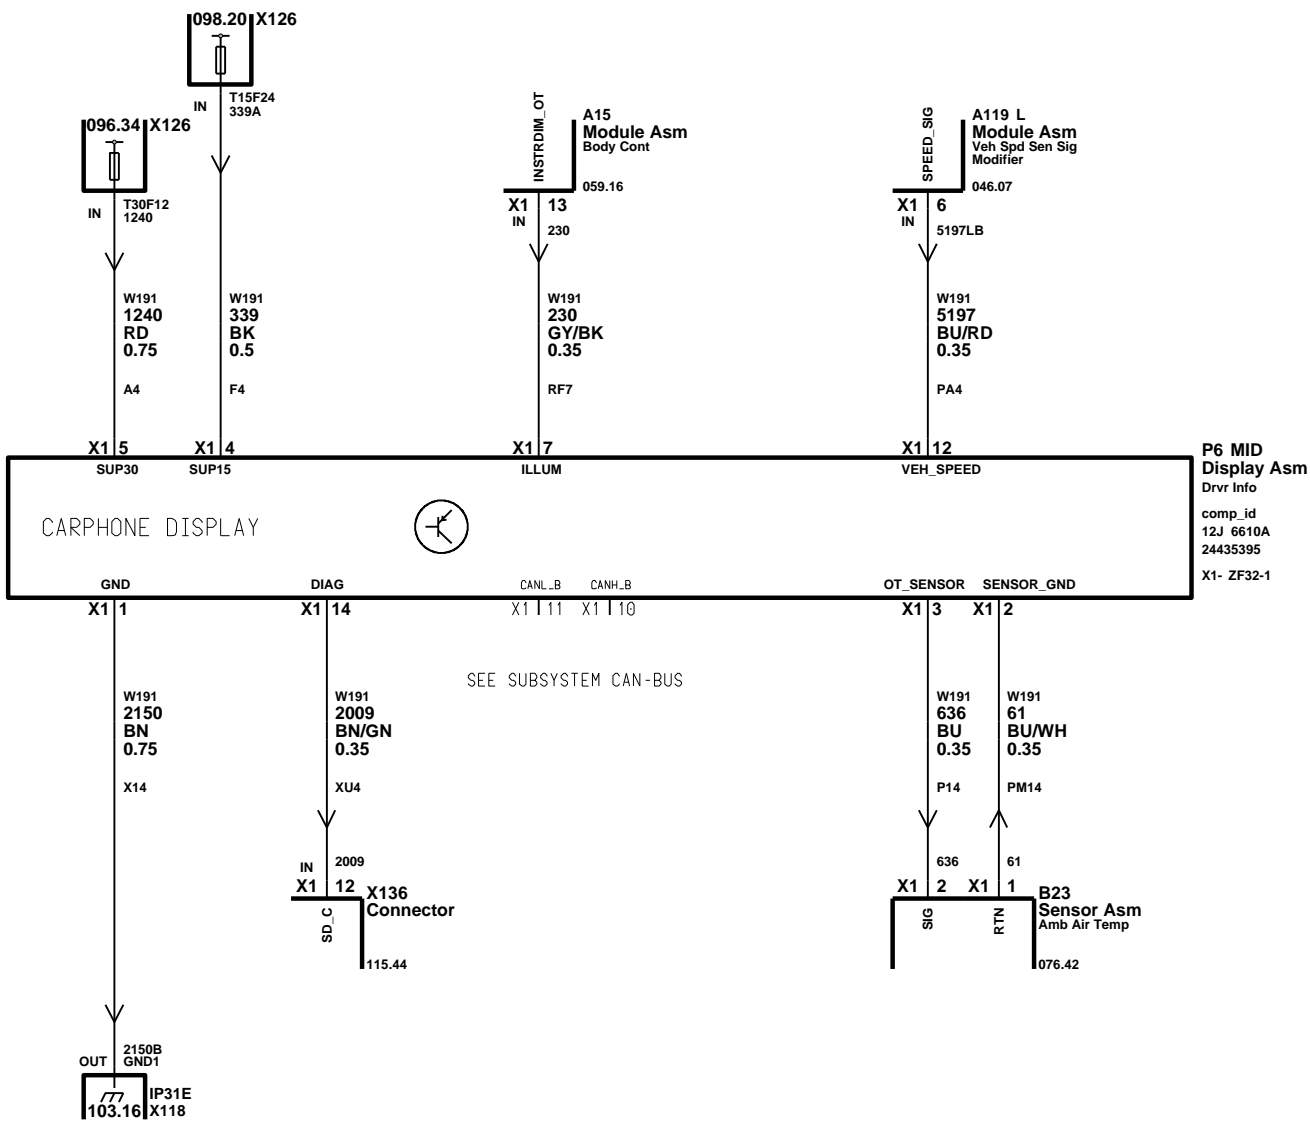 098.20 X126
IN T15F24
339A
096.34 X126
IN T30F12
1240
INSTRDIM_OT
A15
Module Asm
Body Cont
059.16
X1 13
IN
230
SPEED_SIG
A119 L
Module Asm
Veh Spd Sen Sig
Modifier
046.07
X1 6
IN
5197LB
W191
1240
RD
0.75
A4
W191
339
BK
0.5
F4
W191
230
GY/BK
0.35
RF7
W191
5197
BU/RD
0.35
PA4
X1 5
SUP30
X1 4
SUP15
X1 7
ILLUM
X1 12
VEH_SPEED
P6 MID
Display Asm
Drvr Info
comp_id
12J 6610A
24435395
X1- ZF32-1
CARPHONE DISPLAY
GND
X1 1
DIAG
X1 14
CANL_B
X1 11
CANH_B
X1 10
OT_SENSOR
X1 3
SENSOR_GND
X1 2
SEE SUBSYSTEM CAN-BUS
W191
2150
BN
0.75
X14
W191
2009
BN/GN
0.35
XU4
W191
636
BU
0.35
P14
W191
61
BU/WH
0.35
PM14
IN 2009
X1 12
X136
Connector
SD_C
115.44
636
X1 2
SIG
61
X1 1
RTN
B23
Sensor Asm
Amb Air Temp
076.42
2150B
OUT GND1
IP31E
103.16 X118